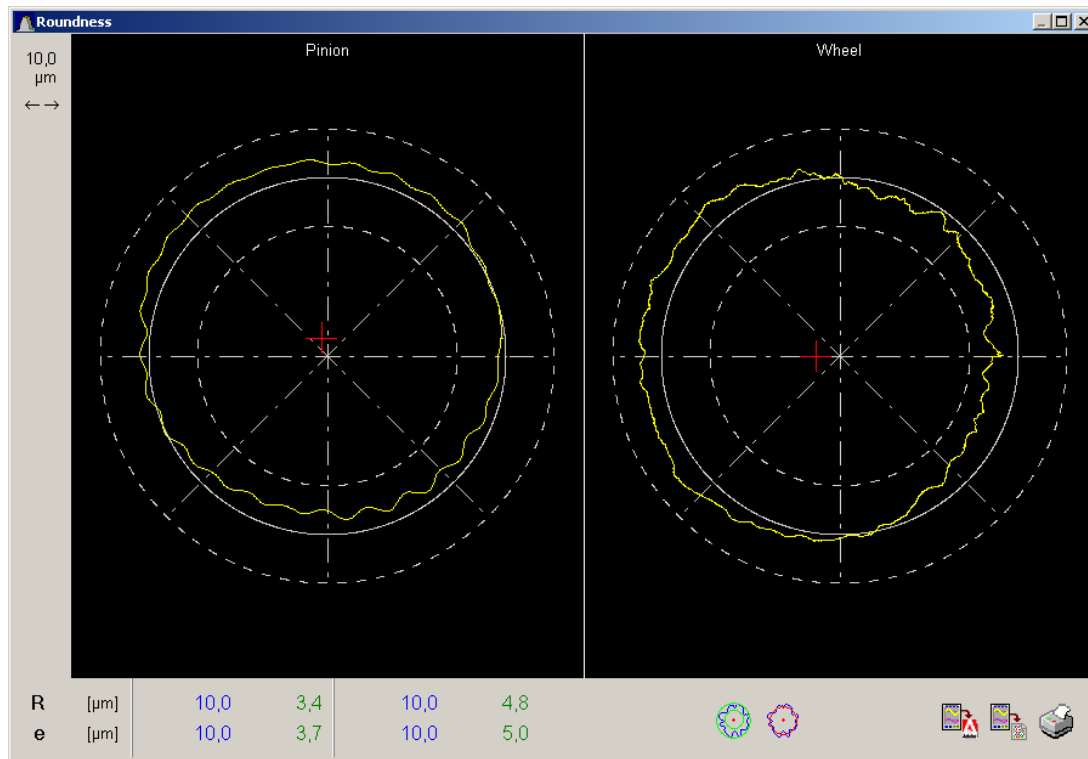 Roundness
Pinion
Wheel
10,0
µm
←→
R [µm] 10,0 3,4 10,0 4,8
e [µm] 10,0 3,7 10,0 5,0
Adobe